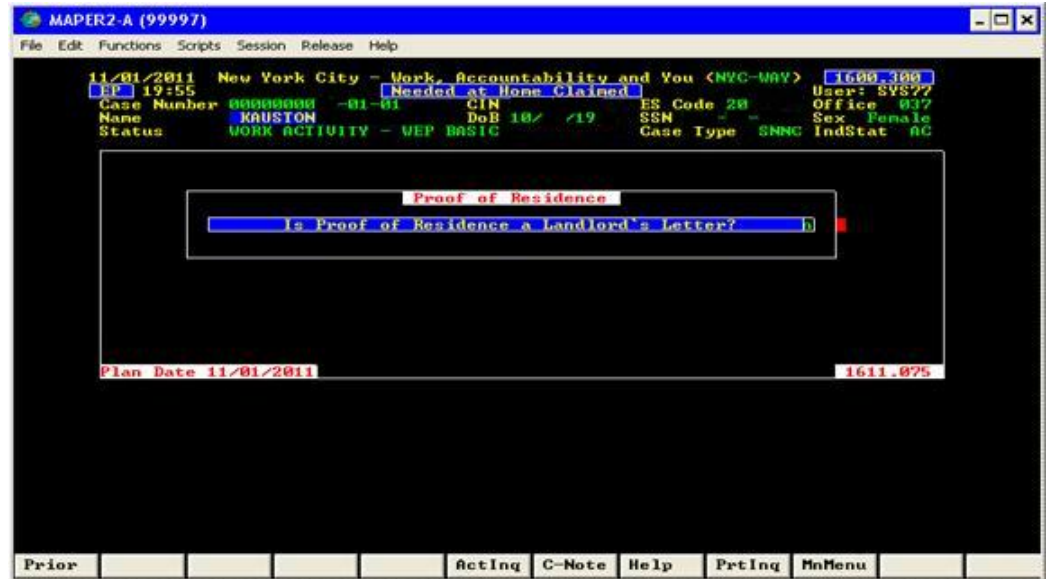 MAPER2-A (99997)
File Edit Functions Scripts Session Release Help
11/01/2011 New York City - Work, Accountability and You <NYC-WAY> 1600.300
EP 19:55 Needed at Home Claimed User: SYS77
Case Number 00000000 -01-01 CIN ES Code 20 Office 037
Name KAUSTON DoB 10/ /19 SSN - - Sex Female
Status WORK ACTIVITY - WEP BASIC Case Type SNNC IndStat AC
Proof of Residence
Is Proof of Residence a Landlord's Letter? n
Plan Date 11/01/2011 1611.075
Prior ActInq C-Note Help PrtInq MnMenu